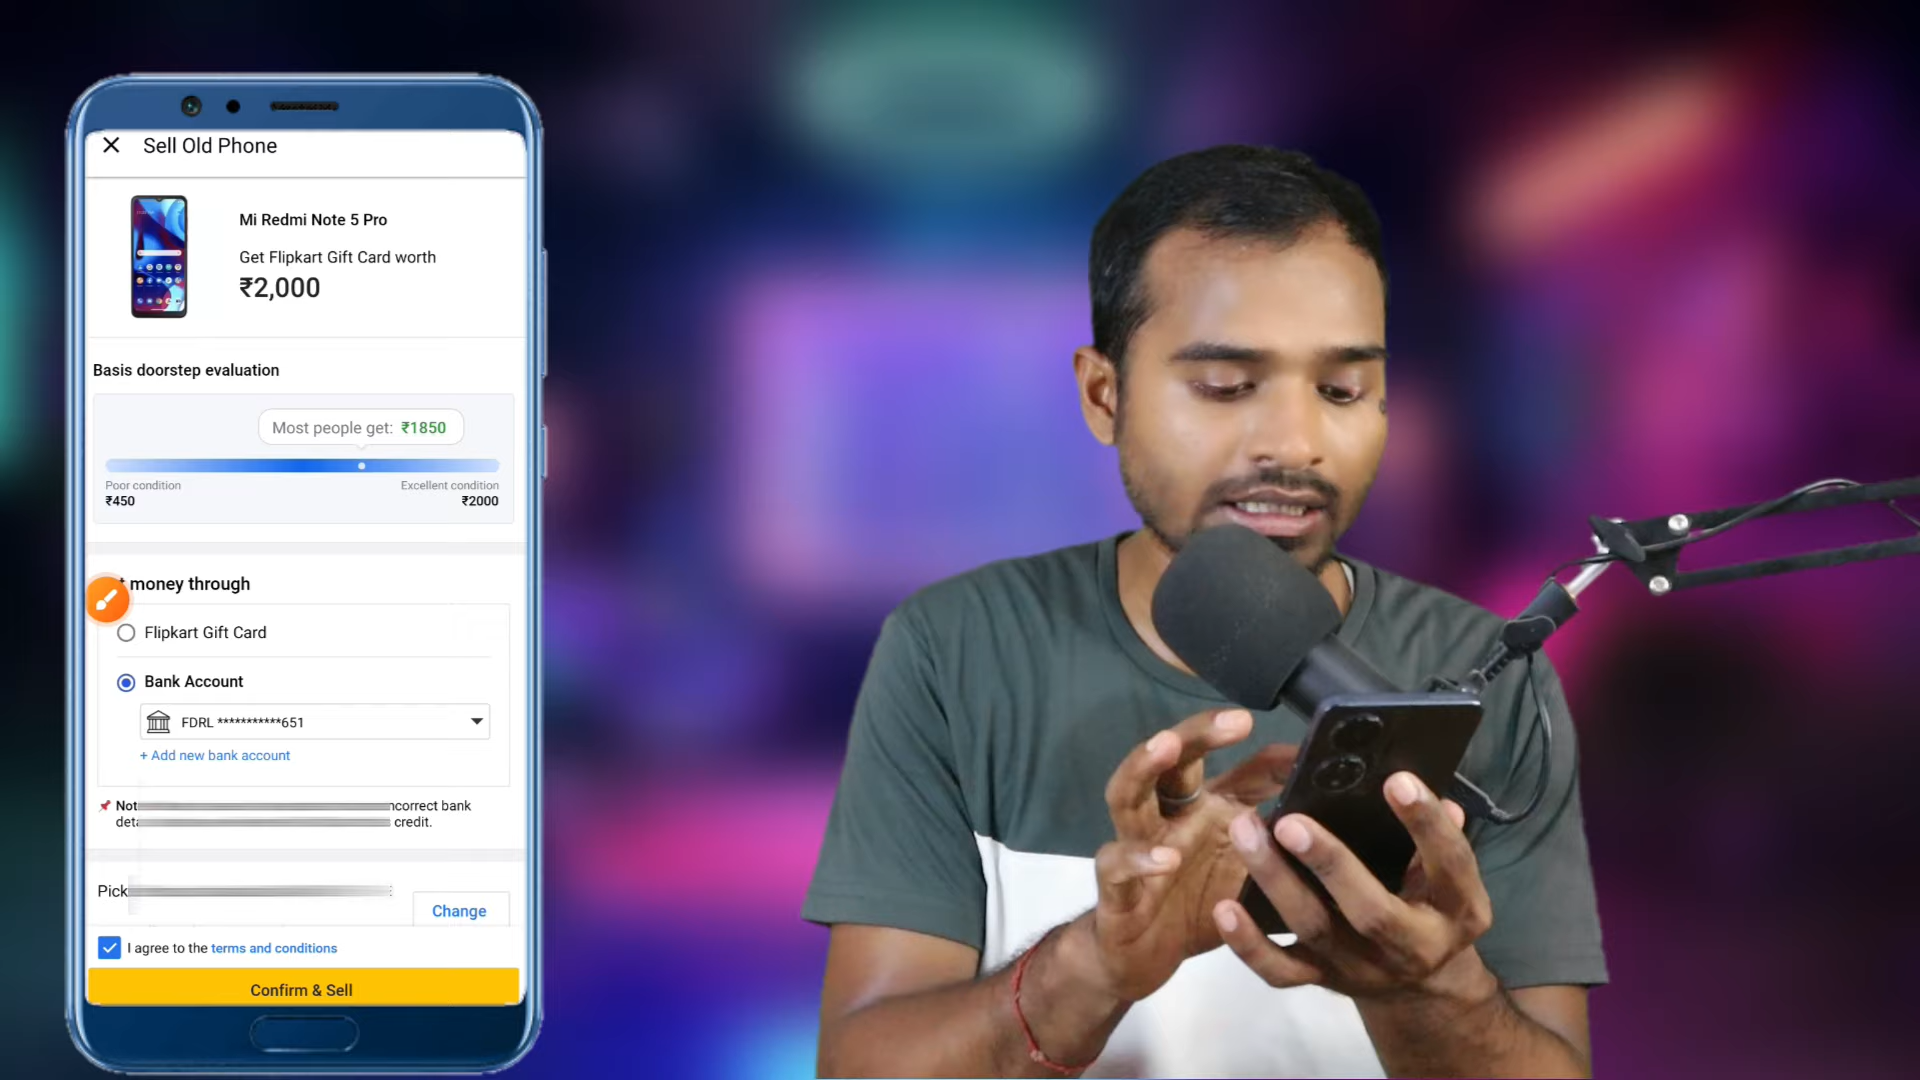 Sell Old Phone
Mi Redmi Note 5 Pro
Get Flipkart Gift Card worth
₹2,000
Basis doorstep evaluation
Most people get: ₹1850
Poor condition
₹450
Excellent condition
₹2000
money through
Flipkart Gift Card
Bank Account
FDRL ***********651
+ Add new bank account
Not ncorrect bank
deta credit.
Pick
Change
I agree to the terms and conditions
Confirm & Sell